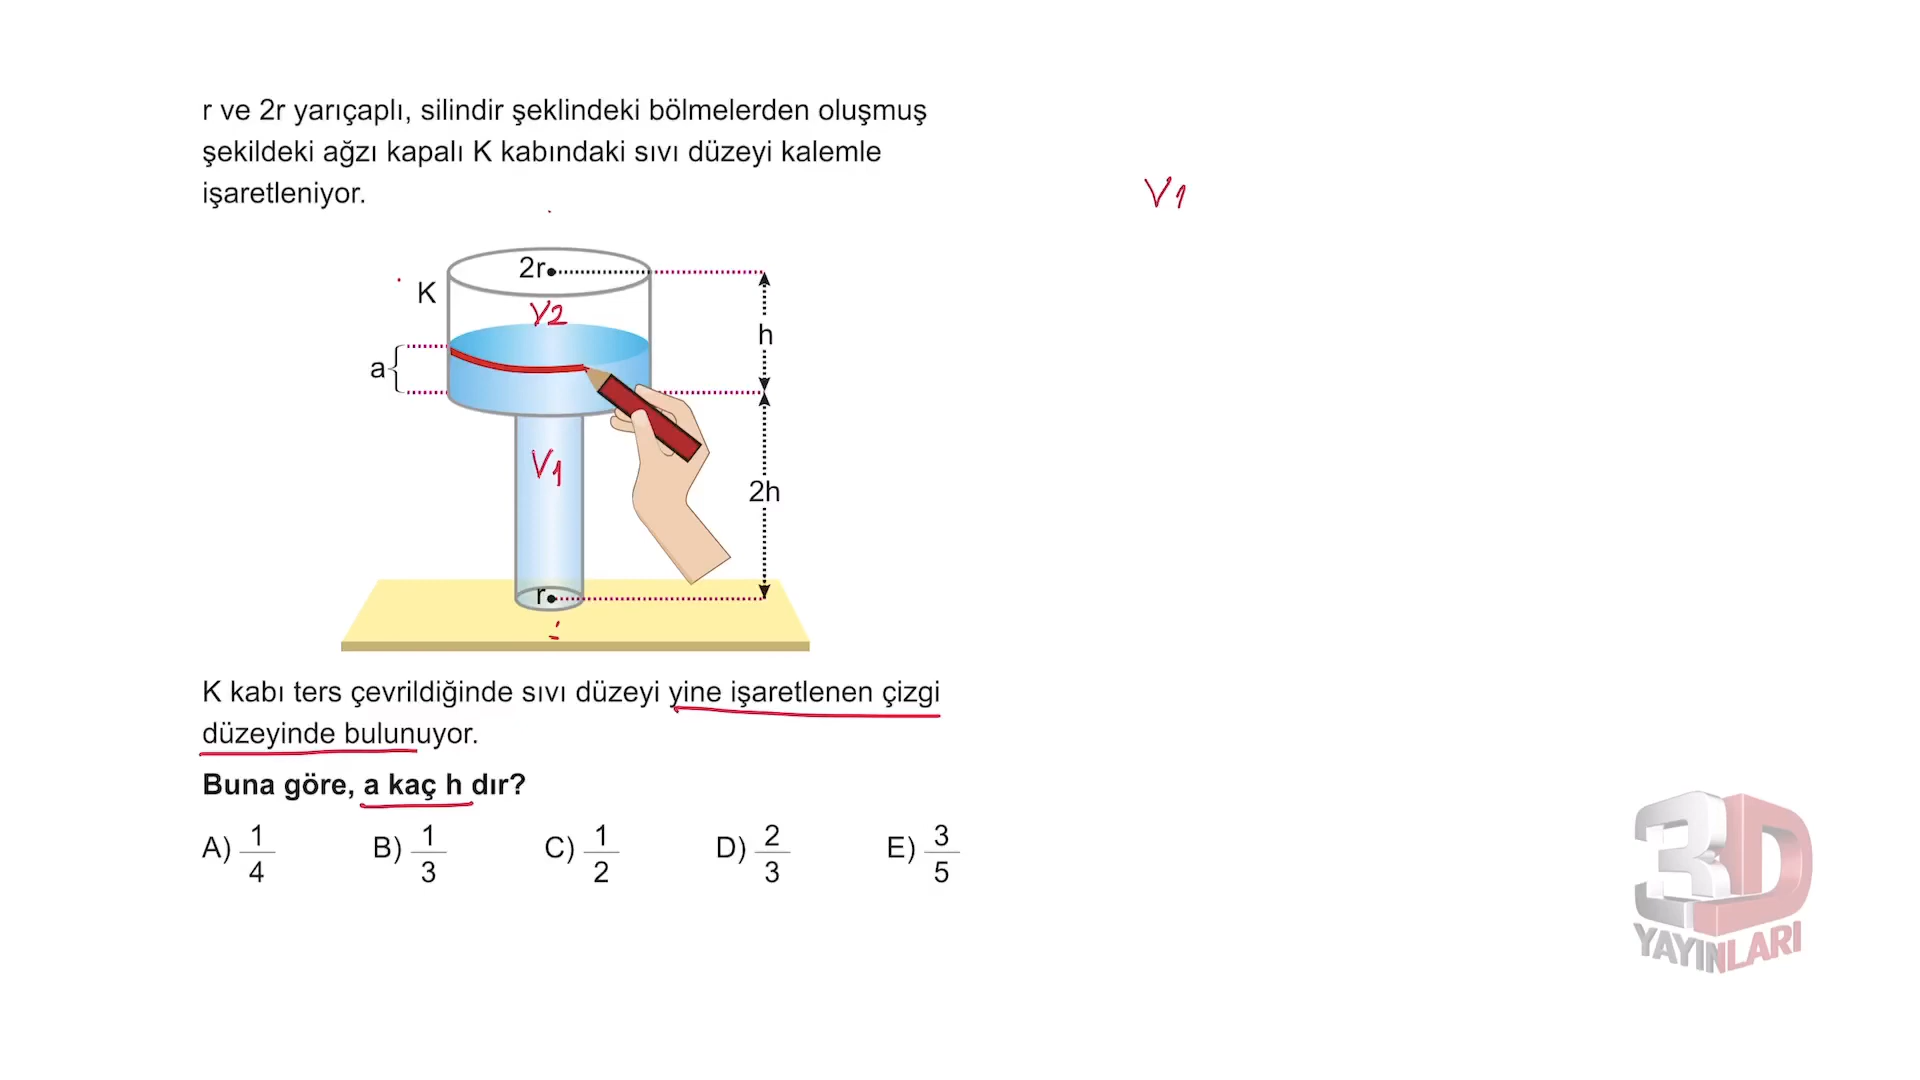 r ve 2r yarıçaplı, silindir şeklindeki bölmelerden oluşmuş
şekildeki ağzı kapalı K kabındaki sıvı düzeyi kalemle
işaretleniyor.
V1
2r
K
V2
h
a
V1
2h
r
K kabı ters çevrildiğinde sıvı düzeyi yine işaretlenen çizgi
düzeyinde bulunuyor.
Buna göre, a kaç h dır?
A) 1/4 B) 1/3 C) 1/2 D) 2/3 E) 3/5
3D
YAYINLARI